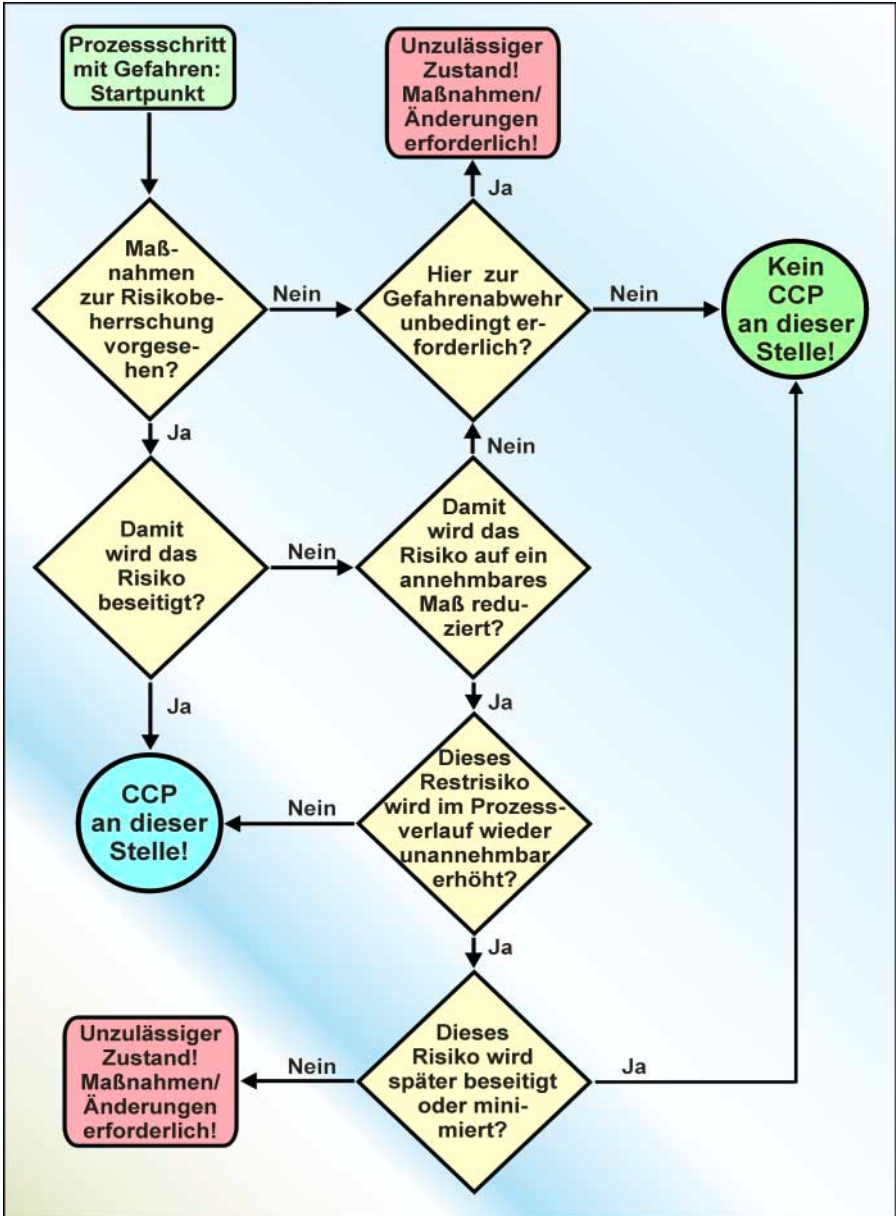 Prozessschritt
mit Gefahren:
Startpunkt
Unzulässiger
Zustand!
Maßnahmen/
Änderungen
erforderlich!
Ja
Maß-
nahmen
zur Risikobe-
herrschung
vorgese-
hen?
Nein
Hier zur
Gefahrenabwehr
unbedingt er-
forderlich?
Nein
Kein
CCP
an dieser
Stelle!
Ja
Nein
Damit
wird das
Risiko
beseitigt?
Nein
Damit
wird das
Risiko auf ein
annehmbares
Maß redu-
ziert?
Ja
Ja
CCP
an dieser
Stelle!
Nein
Dieses
Restrisiko
wird im Prozess-
verlauf wieder
unannehmbar
erhöht?
Ja
Unzulässiger
Zustand!
Maßnahmen/
Änderungen
erforderlich!
Nein
Dieses
Risiko wird
später beseitigt
oder mini-
miert?
Ja